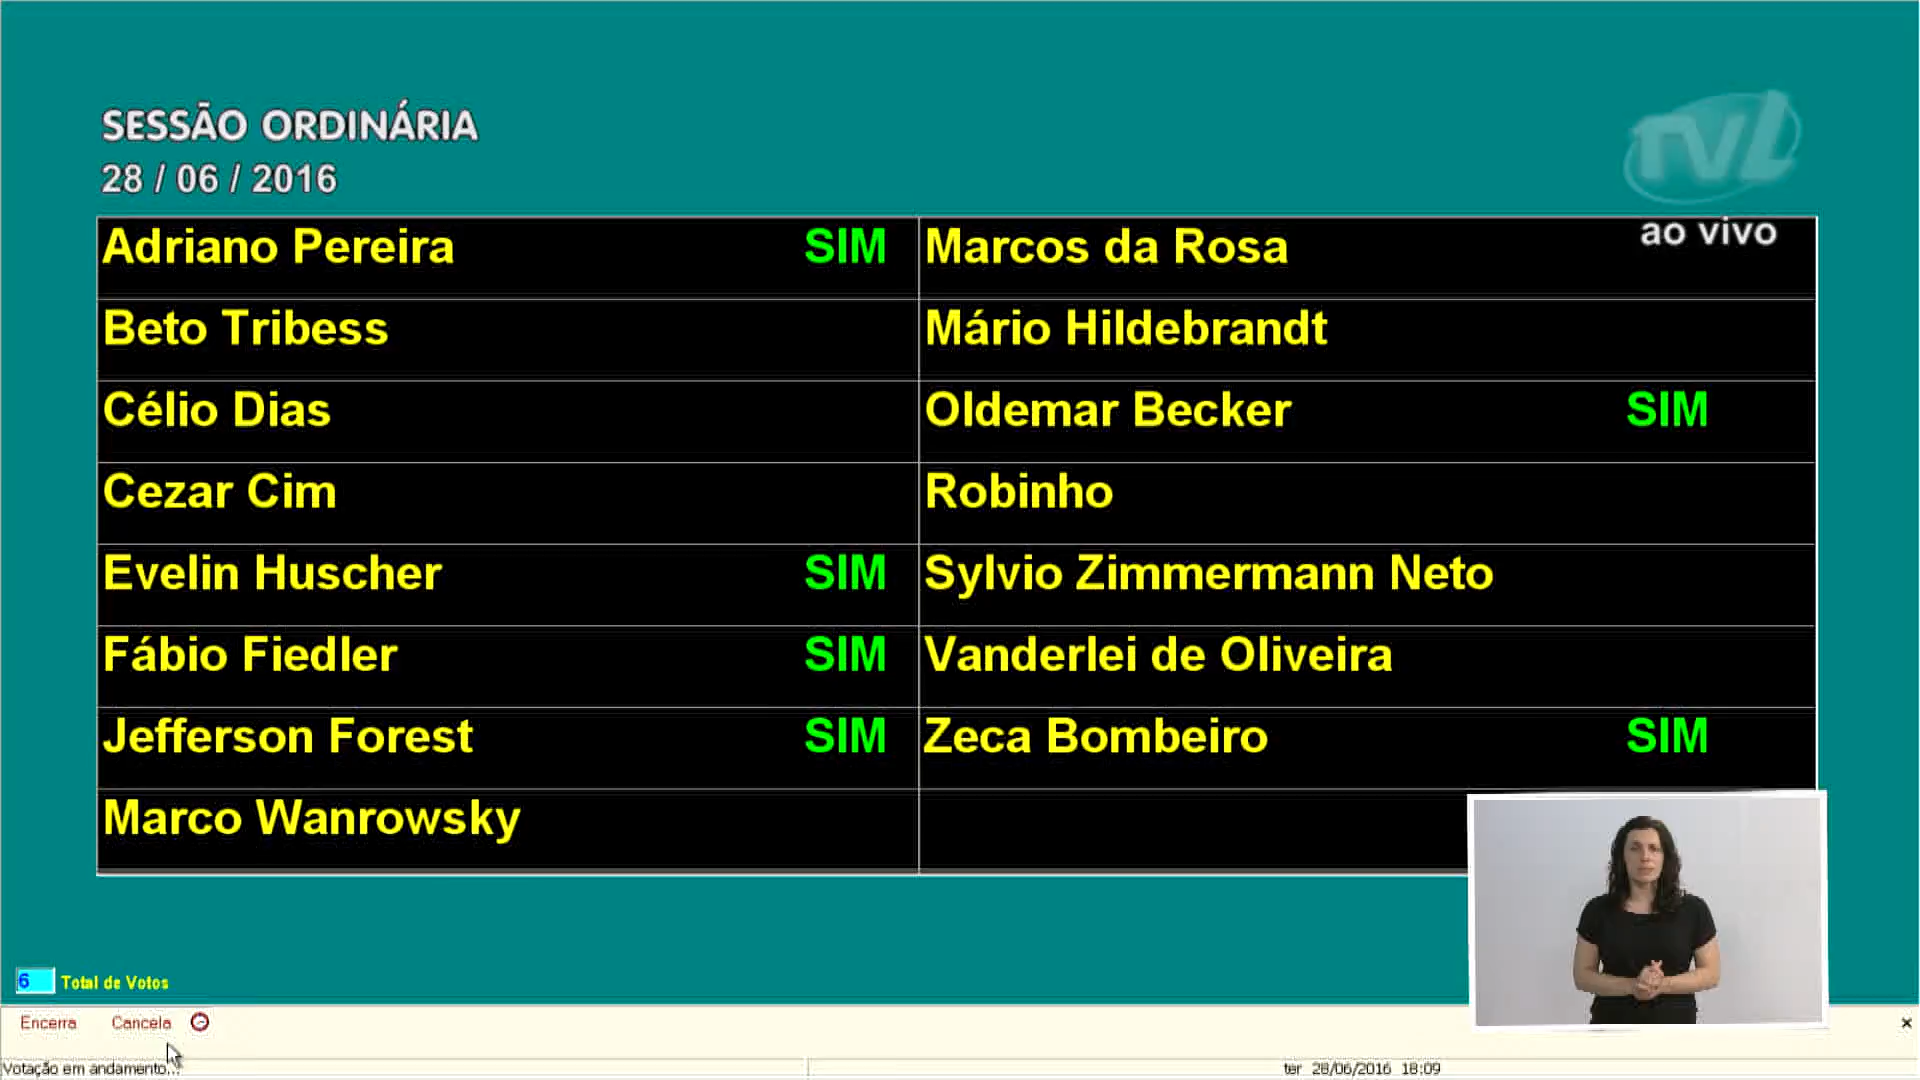 SESSÃO ORDINÁRIA
28 / 06 / 2016
TVL
ao vivo
Adriano Pereira SIM Marcos da Rosa
Beto Tribess Mário Hildebrandt
Célio Dias Oldemar Becker SIM
Cezar Cim Robinho
Evelin Huscher SIM Sylvio Zimmermann Neto
Fábio Fiedler SIM Vanderlei de Oliveira
Jefferson Forest SIM Zeca Bombeiro SIM
Marco Wanrowsky
6 Total de Votos
Encerra Cancela
Votação em andamento... ter 28/06/2016 18:09